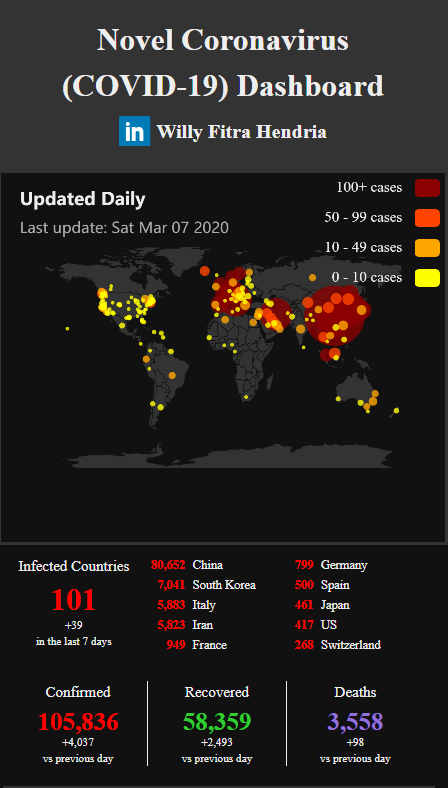 Novel Coronavirus
(COVID-19) Dashboard
in Willy Fitra Hendria
Updated Daily
Last update: Sat Mar 07 2020
100+ cases
50 - 99 cases
10 - 49 cases
0 - 10 cases
Infected Countries
101
+39
in the last 7 days
80,652 China
7,041 South Korea
5,883 Italy
5,823 Iran
949 France
799 Germany
500 Spain
461 Japan
417 US
268 Switzerland
Confirmed
105,836
+4,037
vs previous day
Recovered
58,359
+2,493
vs previous day
Deaths
3,558
+98
vs previous day